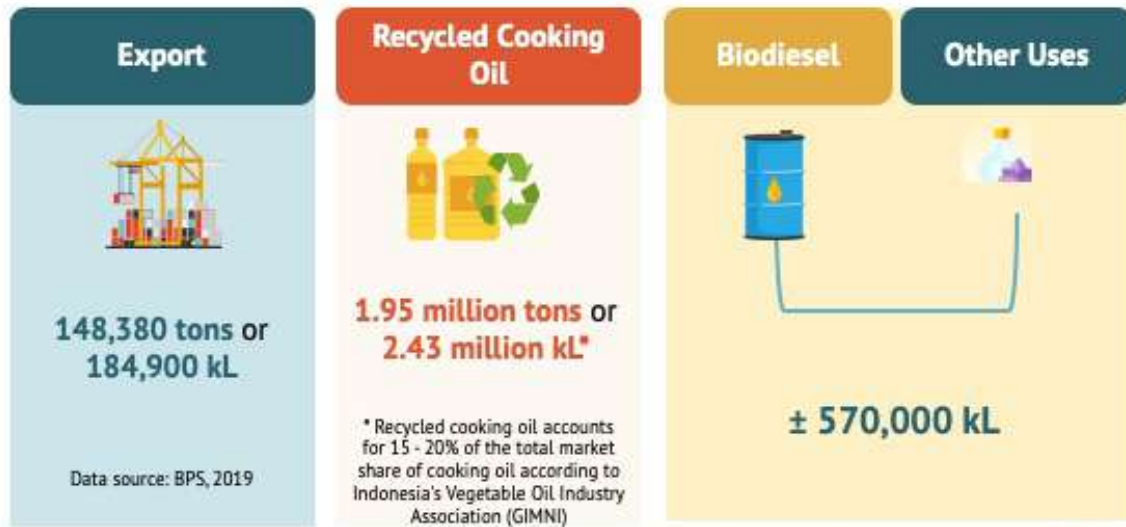 Export
148,380 tons or
184,900 kL
Data source: BPS, 2019
Recycled Cooking
Oil
1.95 million tons or
2.43 million kL*
* Recycled cooking oil accounts
for 15 - 20% of the total market
share of cooking oil according to
Indonesia's Vegetable Oil Industry
Association (GIMNI)
Biodiesel
Other Uses
± 570,000 kL